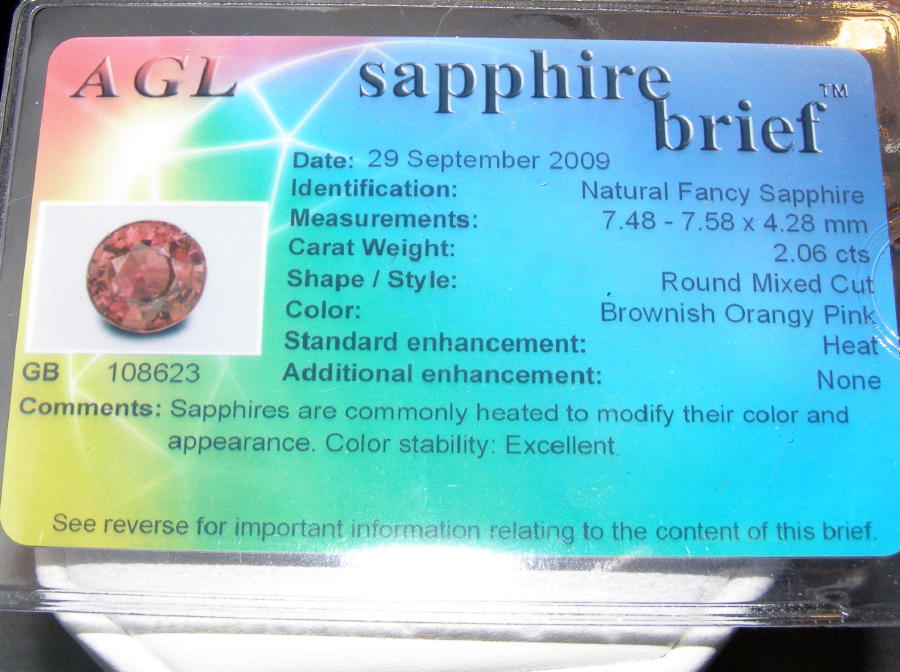 AGL sapphire brief™
Date: 29 September 2009
Identification: Natural Fancy Sapphire
Measurements: 7.48 - 7.58 x 4.28 mm
Carat Weight: 2.06 cts
Shape / Style: Round Mixed Cut
Color: Brownish Orangy Pink
Standard enhancement: Heat
GB 108623 Additional enhancement: None
Comments: Sapphires are commonly heated to modify their color and
appearance. Color stability: Excellent
See reverse for important information relating to the content of this brief.